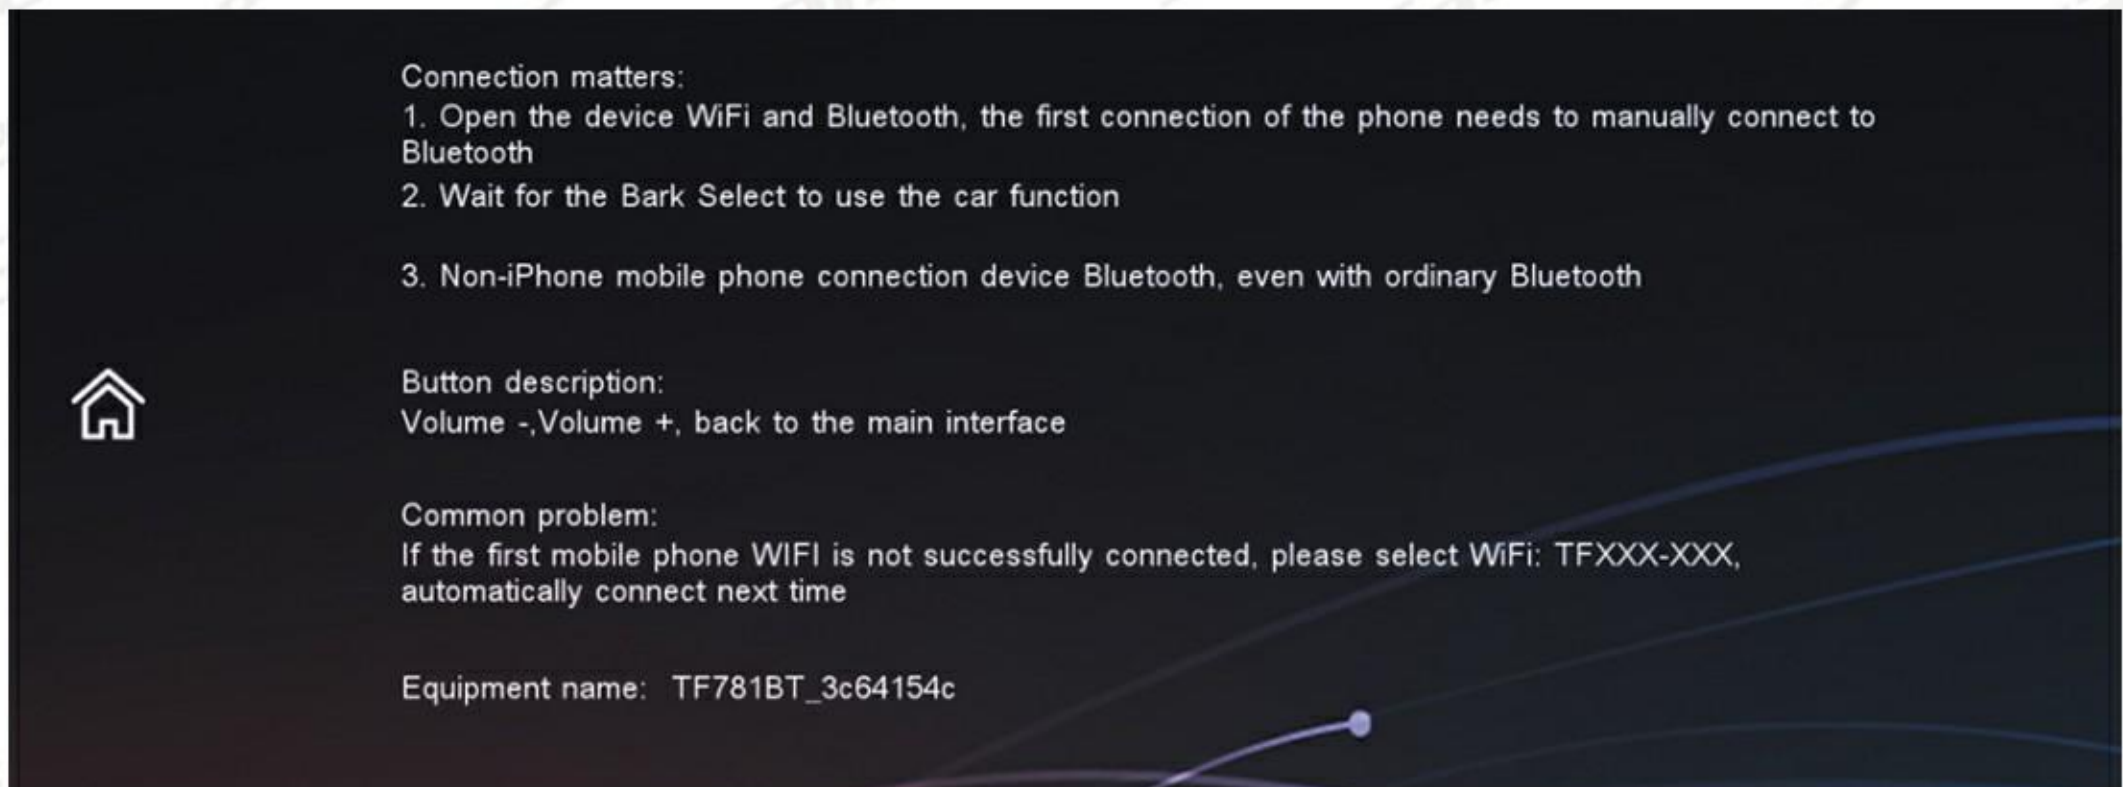 Connection matters:
1. Open the device WiFi and Bluetooth, the first connection of the phone needs to manually connect to
Bluetooth
2. Wait for the Bark Select to use the car function
3. Non-iPhone mobile phone connection device Bluetooth, even with ordinary Bluetooth
Button description:
Volume -,Volume +, back to the main interface
Common problem:
If the first mobile phone WIFI is not successfully connected, please select WiFi: TFXXX-XXX,
automatically connect next time
Equipment name: TF781BT_3c64154c